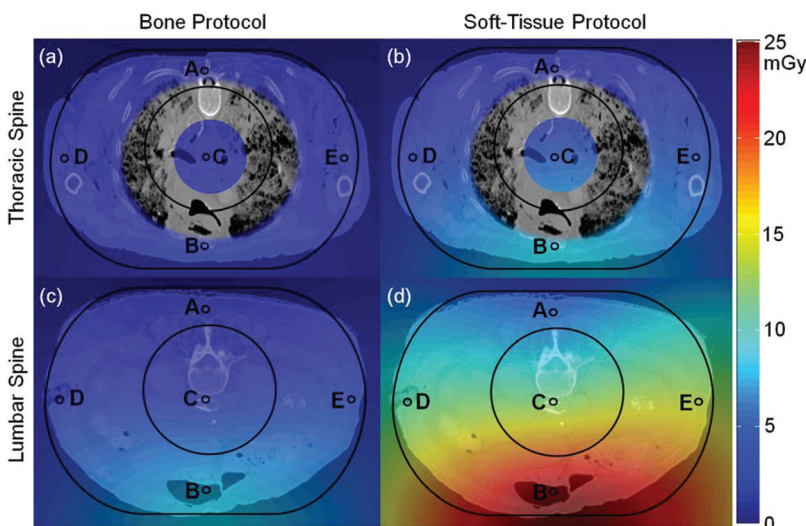 Bone Protocol
Soft-Tissue Protocol
Thoracic Spine
Lumbar Spine
(a)
A
D
C
E
B
(b)
A
D
C
E
B
(c)
A
D
C
E
B
(d)
A
D
C
E
B
25
mGy
20
15
10
5
0